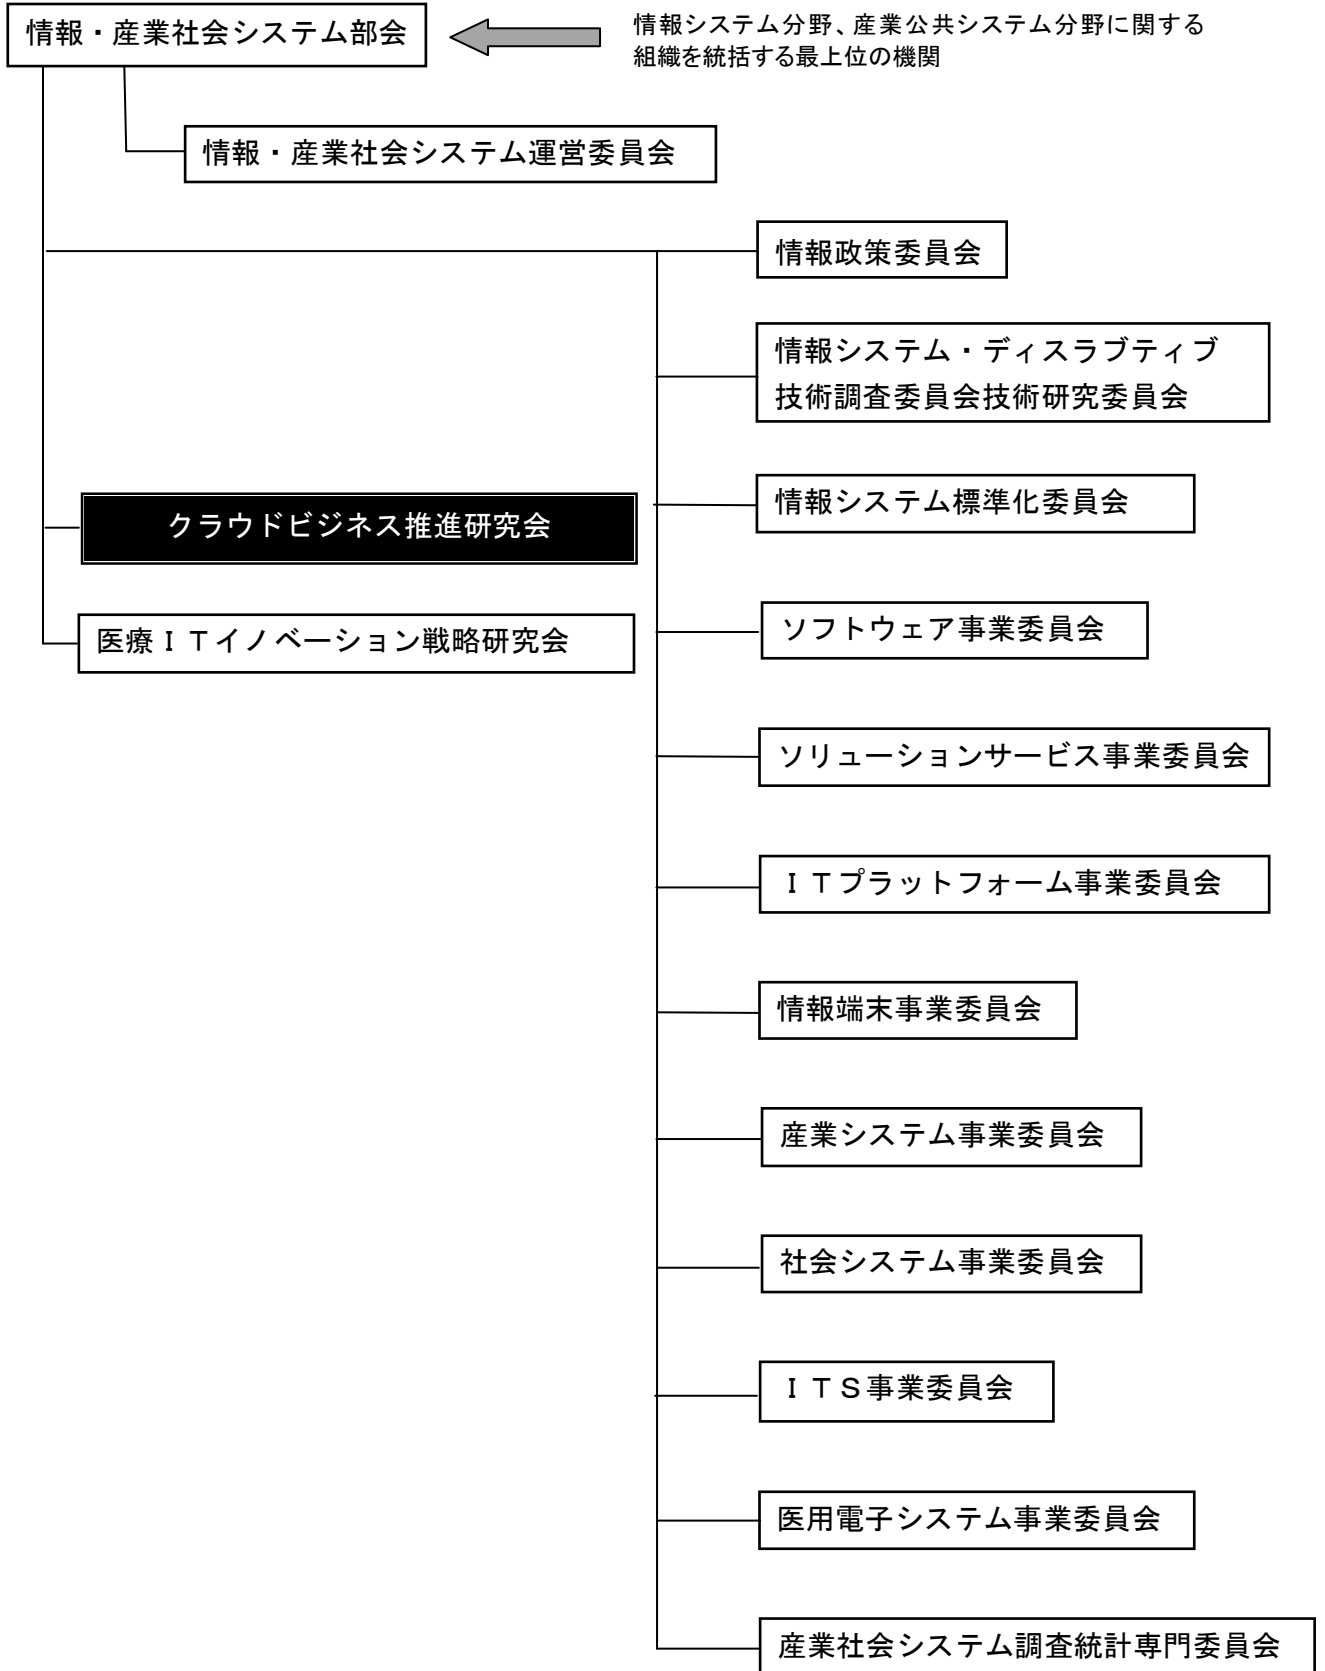 情報・産業社会システム部会
情報システム分野、産業公共システム分野に関する
組織を統括する最上位の機関
情報・産業社会システム運営委員会
情報政策委員会
情報システム・ディスラプティブ
技術調査委員会技術研究委員会
情報システム標準化委員会
クラウドビジネス推進研究会
ソフトウェア事業委員会
医療ＩＴイノベーション戦略研究会
ソリューションサービス事業委員会
ＩＴプラットフォーム事業委員会
情報端末事業委員会
産業システム事業委員会
社会システム事業委員会
ＩＴＳ事業委員会
医用電子システム事業委員会
産業社会システム調査統計専門委員会